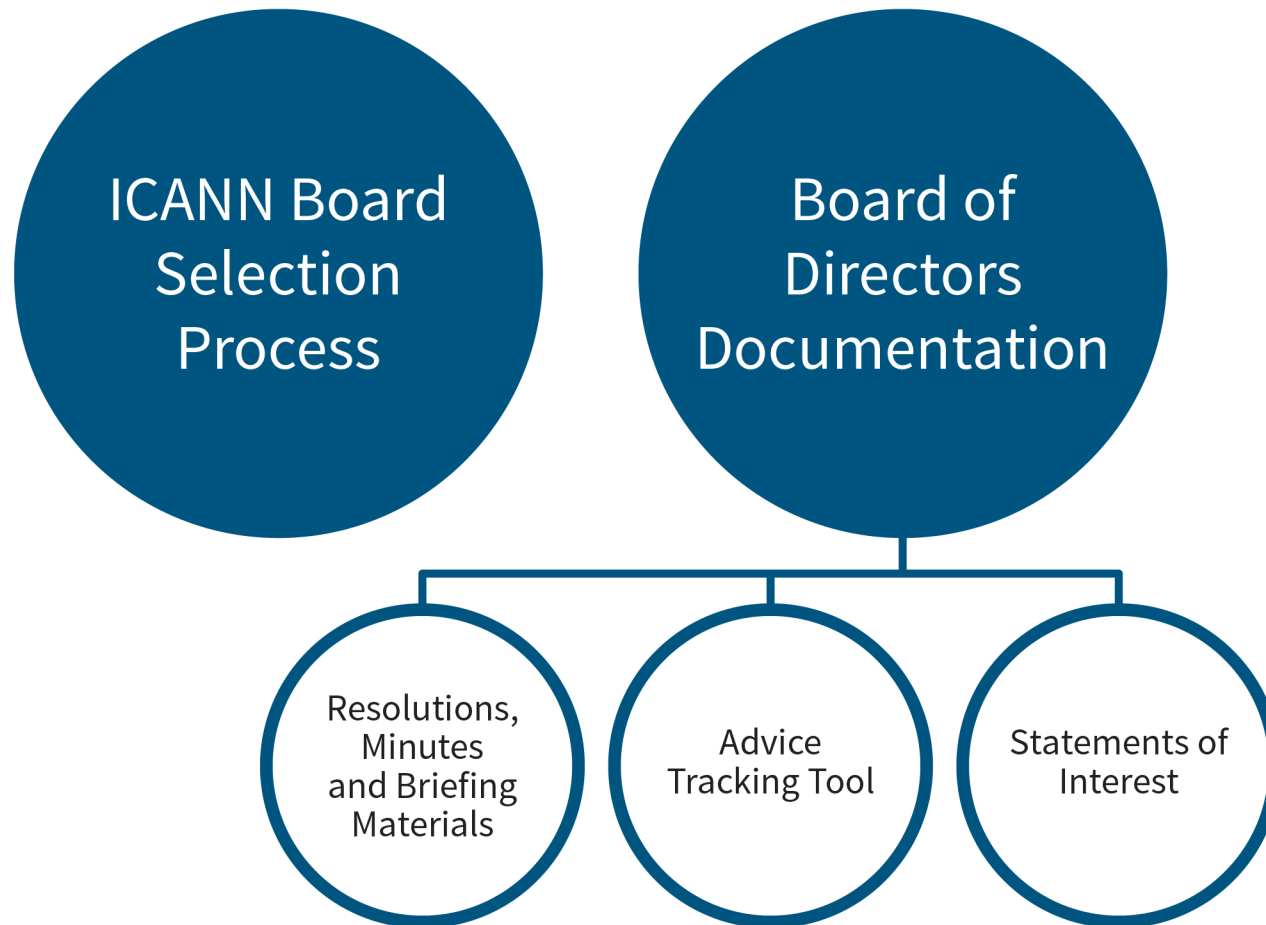 ICANN Board
Selection
Process
Board of
Directors
Documentation
Resolutions,
Minutes
and Briefing
Materials
Advice
Tracking Tool
Statements of
Interest